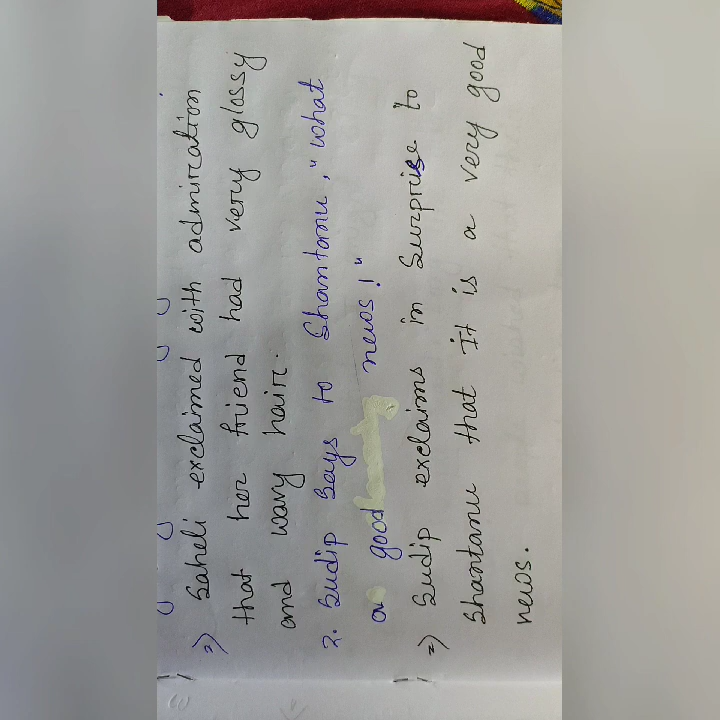 =) Saheli exclaimed with admiration
that her friend had very glossy
and wavy hair.
2. Sudip says to Shantanu, "what
a good news!"
=) Sudip exclaims in Surprise to
Shantanu that it is a very good
news.